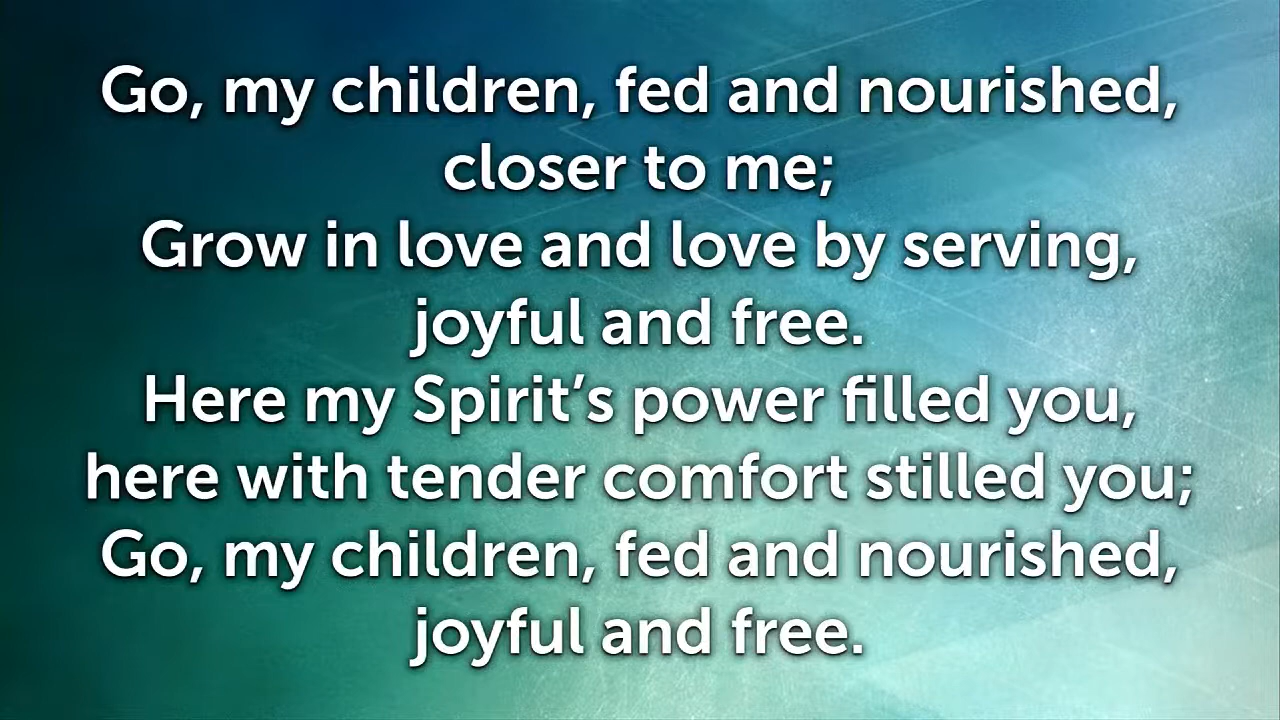 Go, my children, fed and nourished,
closer to me;
Grow in love and love by serving,
joyful and free.
Here my Spirit’s power filled you,
here with tender comfort stilled you;
Go, my children, fed and nourished,
joyful and free.